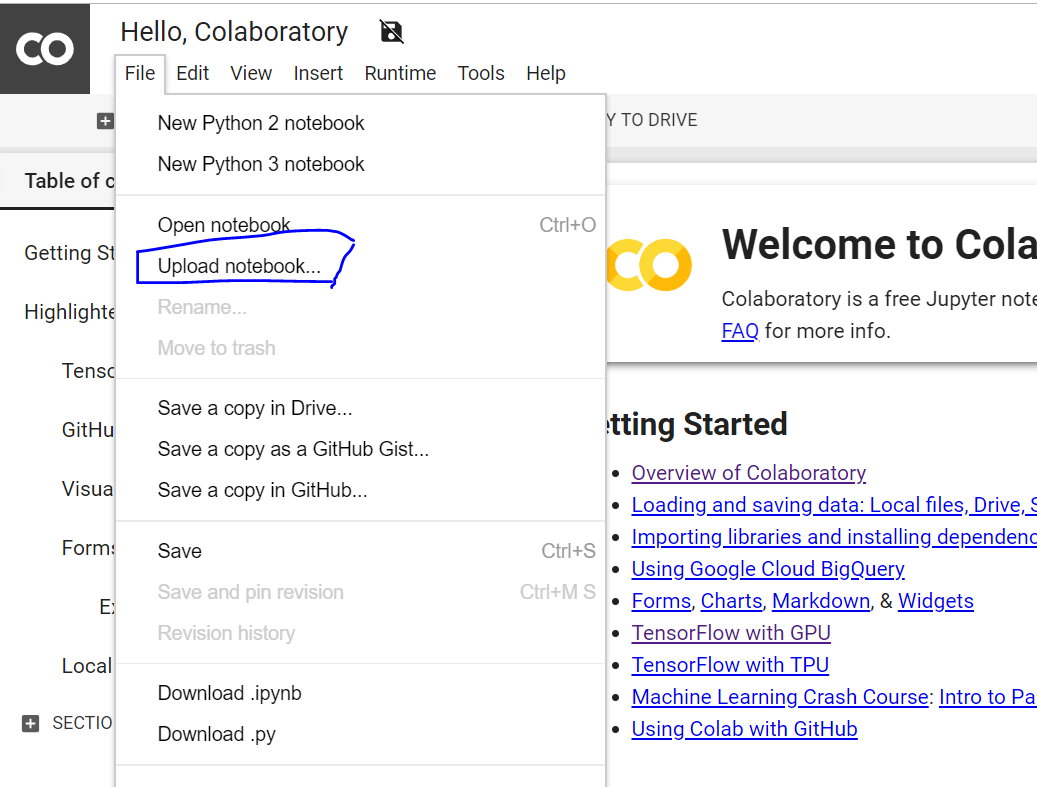 CO
Hello, Colaboratory
File Edit View Insert Runtime Tools Help
Y TO DRIVE
New Python 2 notebook
New Python 3 notebook
Open notebook... Ctrl+O
Upload notebook...
Rename...
Move to trash
Save a copy in Drive...
Save a copy as a GitHub Gist...
Save a copy in GitHub...
Save Ctrl+S
Save and pin revision Ctrl+M S
Revision history
Download .ipynb
Download .py
Table of c
Getting St
Highlighte
Tenso
GitHu
Visua
Forms
Ex
Local
SECTIO
CO
Welcome to Cola
Colaboratory is a free Jupyter note
FAQ for more info.
etting Started
Overview of Colaboratory
Loading and saving data: Local files, Drive, S
Importing libraries and installing dependenc
Using Google Cloud BigQuery
Forms, Charts, Markdown, & Widgets
TensorFlow with GPU
TensorFlow with TPU
Machine Learning Crash Course: Intro to Pa
Using Colab with GitHub